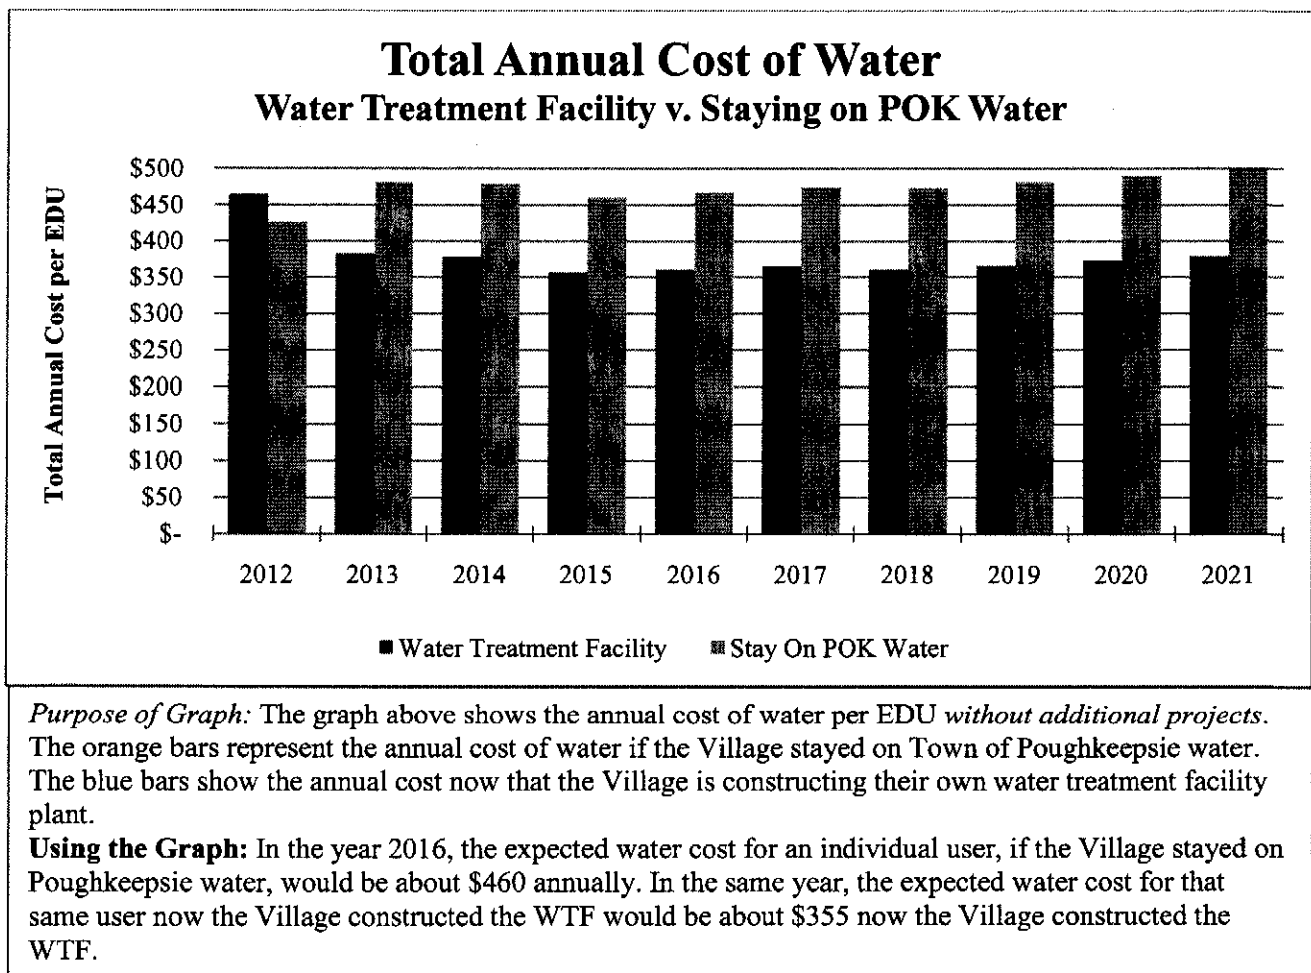 Total Annual Cost of Water
Water Treatment Facility v. Staying on POK Water
Total Annual Cost per EDU
$500
$450
$400
$350
$300
$250
$200
$150
$100
$50
$-
2012 2013 2014 2015 2016 2017 2018 2019 2020 2021
Water Treatment Facility Stay On POK Water
Purpose of Graph: The graph above shows the annual cost of water per EDU without additional projects.
The orange bars represent the annual cost of water if the Village stayed on Town of Poughkeepsie water.
The blue bars show the annual cost now that the Village is constructing their own water treatment facility
plant.
Using the Graph: In the year 2016, the expected water cost for an individual user, if the Village stayed on
Poughkeepsie water, would be about $460 annually. In the same year, the expected water cost for that
same user now the Village constructed the WTF would be about $355 now the Village constructed the
WTF.